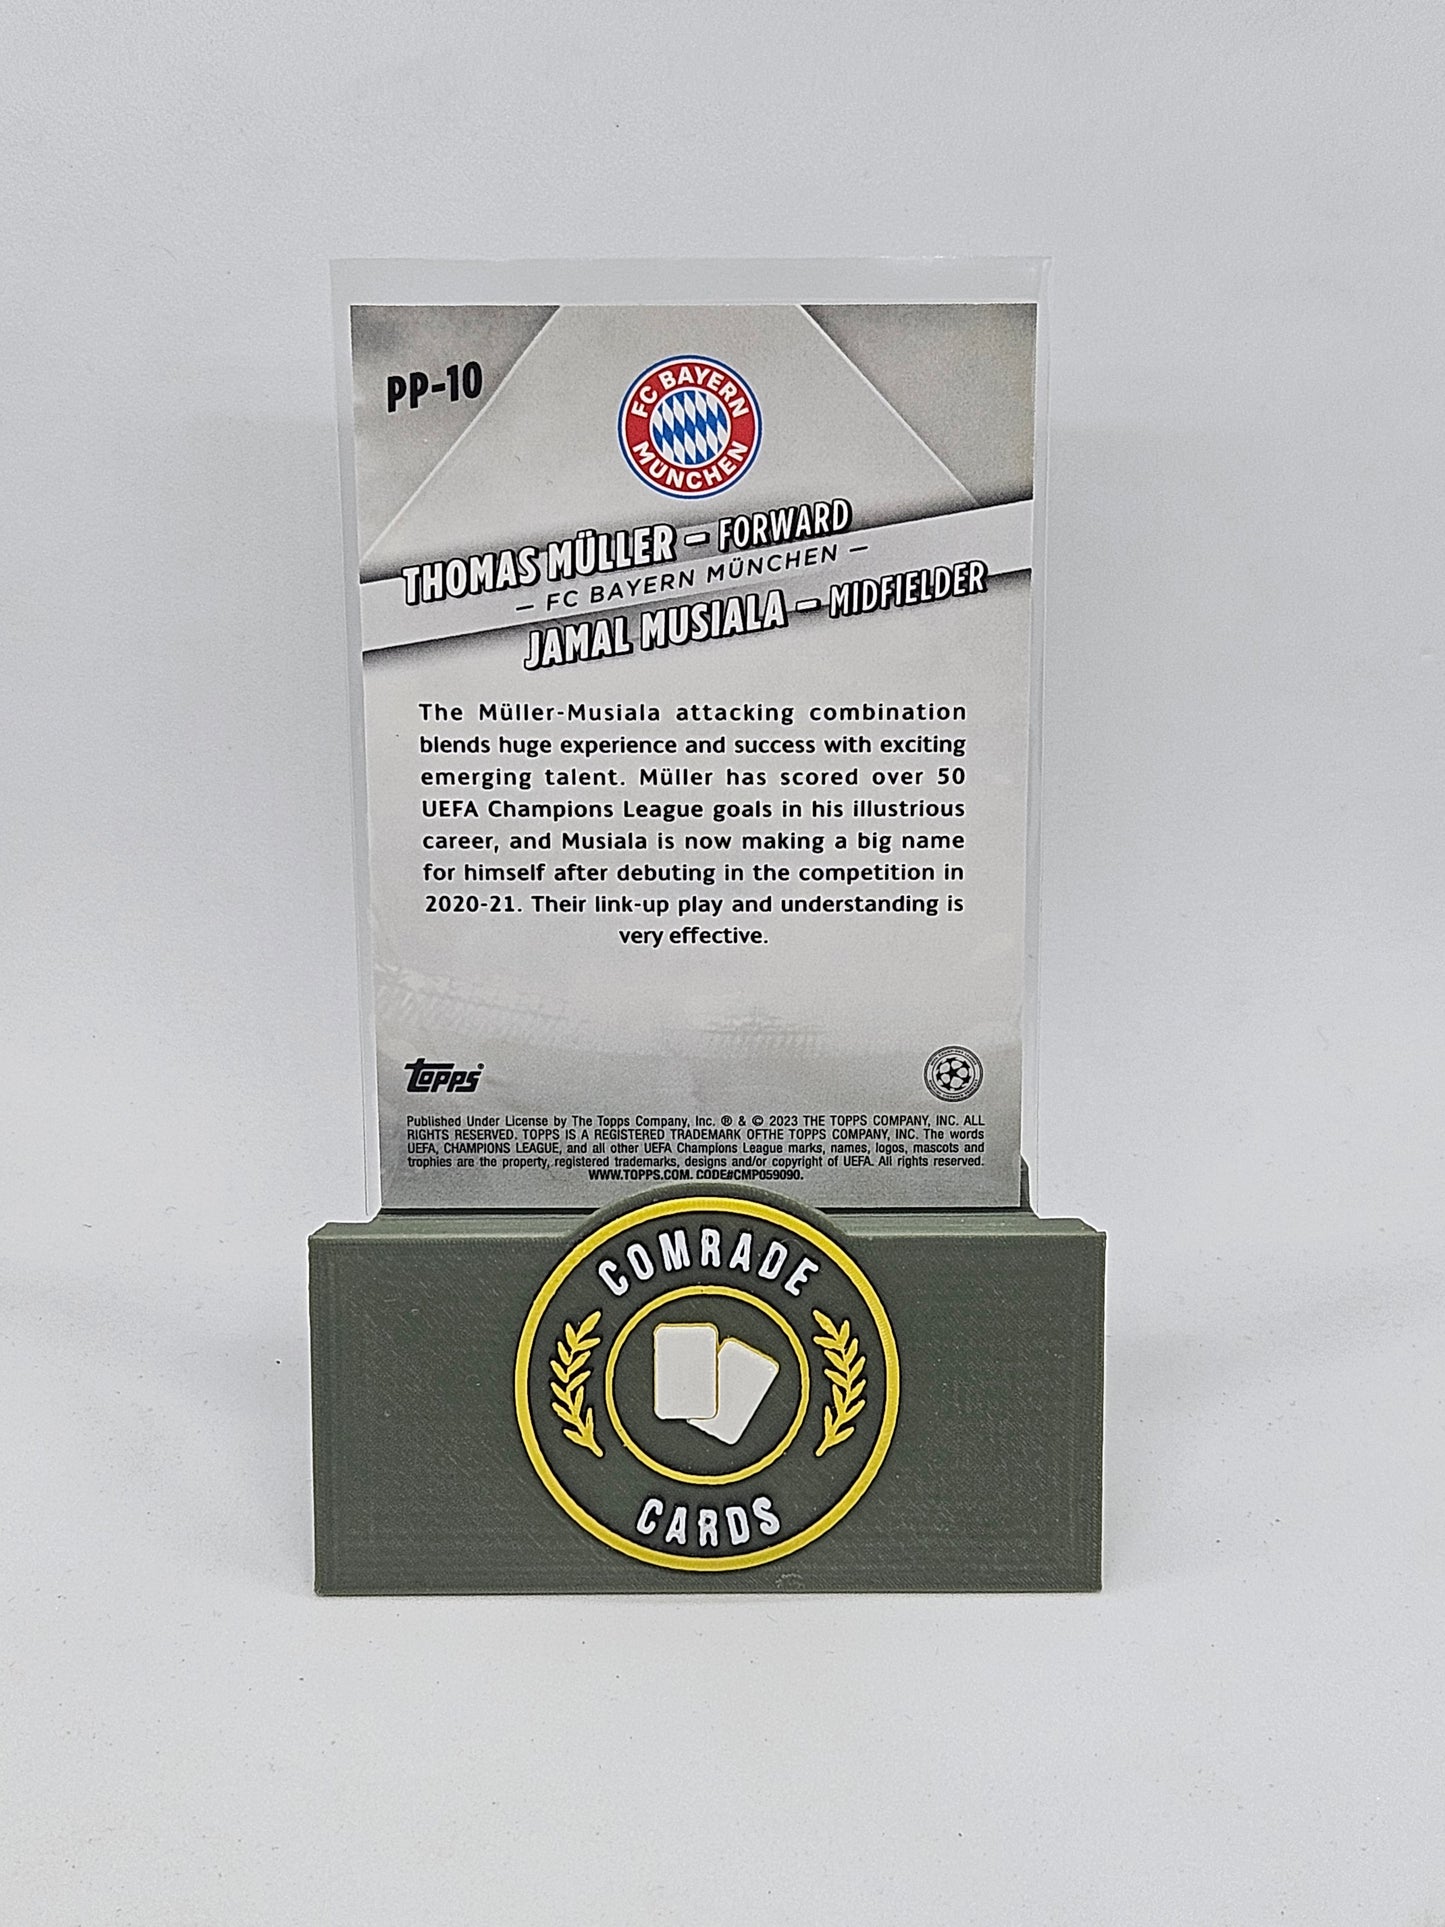 PP-10
FC BAYERN
MÜNCHEN
THOMAS MÜLLER – FORWARD
– FC BAYERN MÜNCHEN –
JAMAL MUSIALA – MIDFIELDER
The Müller-Musiala attacking combination
blends huge experience and success with exciting
emerging talent. Müller has scored over 50
UEFA Champions League goals in his illustrious
career, and Musiala is now making a big name
for himself after debuting in the competition in
2020-21. Their link-up play and understanding is
very effective.
topps®
Published Under License by The Topps Company, Inc. ® & © 2023 THE TOPPS COMPANY, INC. ALL
RIGHTS RESERVED. TOPPS IS A REGISTERED TRADEMARK OFTHE TOPPS COMPANY, INC. The words
UEFA, CHAMPIONS LEAGUE, and all other UEFA Champions League marks, names, logos, mascots and
trophies are the property, registered trademarks, designs and/or copyright of UEFA. All rights reserved.
WWW.TOPPS.COM. CODE#CMP059090.
COMRADE
CARDS